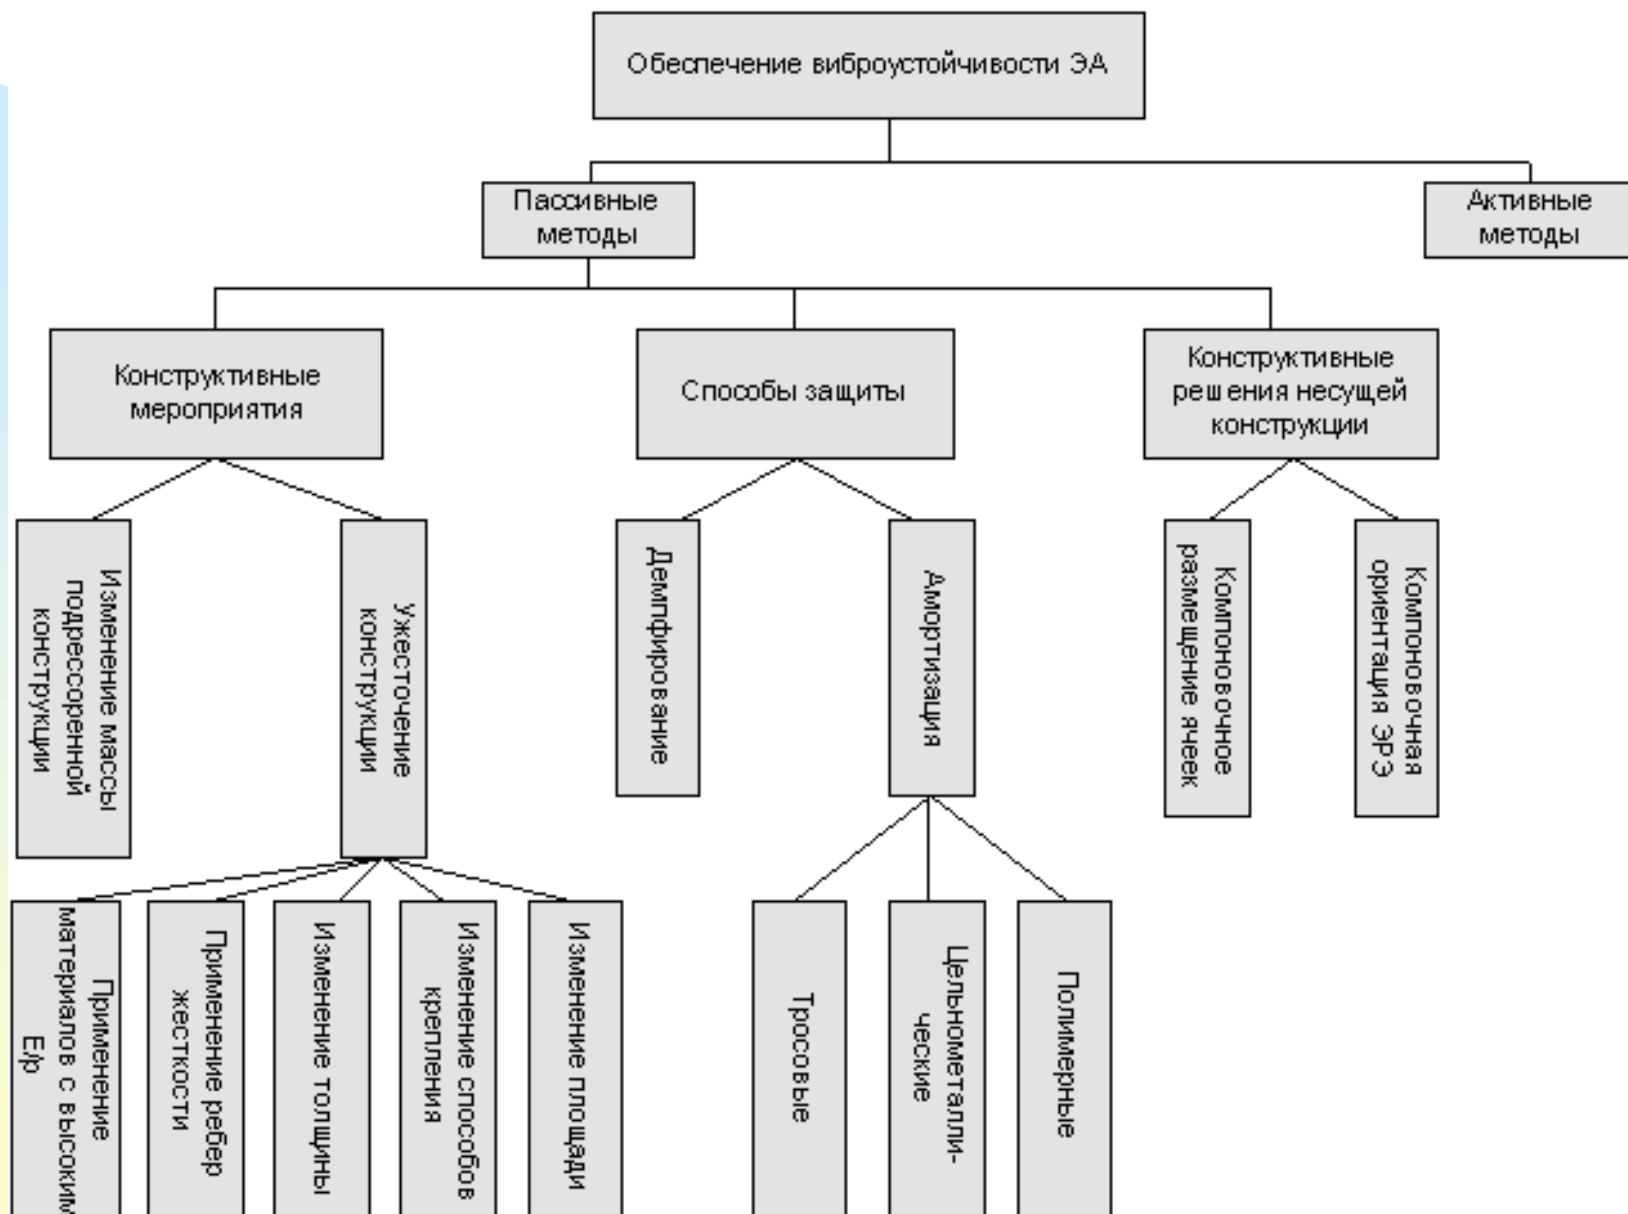 Обеспечение виброустойчивости ЭА
Пассивные
методы
Активные
методы
Конструктивные
мероприятия
Способы защиты
Конструктивные
решения несущей
конструкции
Изменение массы
подрессоренной
конструкции
Ужесточение
конструкции
Демпфирование
Амортизация
Компоновочное
размещение ячеек
Компоновочная
ориентация ЭРЭ
Применение
материалов с высоким
Е/р
Применение ребер
жесткости
Изменение толщины
Изменение способов
крепления
Изменение площади
Тросовые
Цельнометалли-
ческие
Полимерные